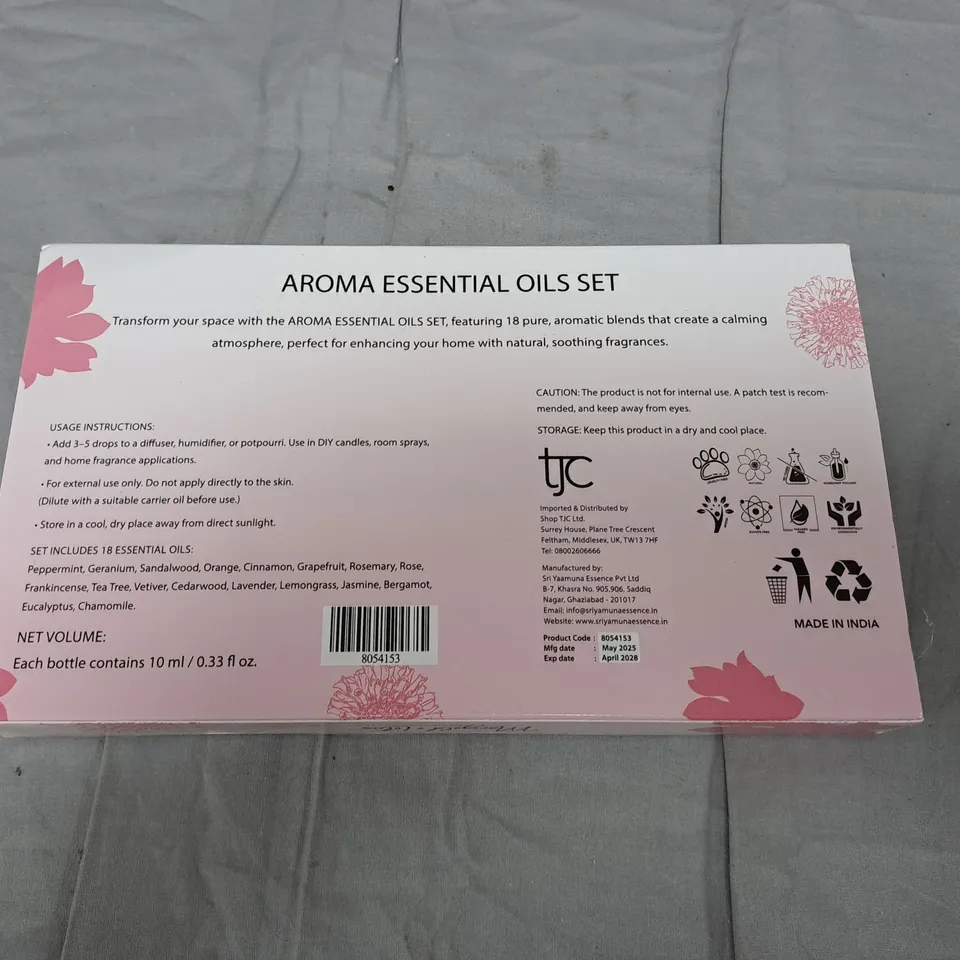 AROMA ESSENTIAL OILS SET
Transform your space with the AROMA ESSENTIAL OILS SET, featuring 18 pure, aromatic blends that create a calming
atmosphere, perfect for enhancing your home with natural, soothing fragrances.
USAGE INSTRUCTIONS:
• Add 3–5 drops to a diffuser, humidifier, or potpourri. Use in DIY candles, room sprays,
and home fragrance applications.
• For external use only. Do not apply directly to the skin.
(Dilute with a suitable carrier oil before use.)
• Store in a cool, dry place away from direct sunlight.
SET INCLUDES 18 ESSENTIAL OILS:
Peppermint, Geranium, Sandalwood, Orange, Cinnamon, Grapefruit, Rosemary, Rose,
Frankincense, Tea Tree, Vetiver, Cedarwood, Lavender, Lemongrass, Jasmine, Bergamot,
Eucalyptus, Chamomile.
NET VOLUME:
Each bottle contains 10 ml / 0.33 fl oz.
8054153
CAUTION: The product is not for internal use. A patch test is recom-
mended, and keep away from eyes.
STORAGE: Keep this product in a dry and cool place.
tjc
CRUELTY FREE
NATURAL
Imported & Distributed by
Shop TJC Ltd.
Surrey House, Plane Tree Crescent
Feltham, Middlesex, UK, TW13 7HF
Tel: 08002606666
Manufactured by:
Sri Yaamuna Essence Pvt Ltd
B-7, Khasra No. 905,906, Saddiq
Nagar, Ghaziabad - 201017
Email: info@sriyamunaessence.in
Website: www.sriyamunaessence.in
Product Code : 8054153
Mfg date : May 2025
Exp date : April 2028
MADE IN INDIA